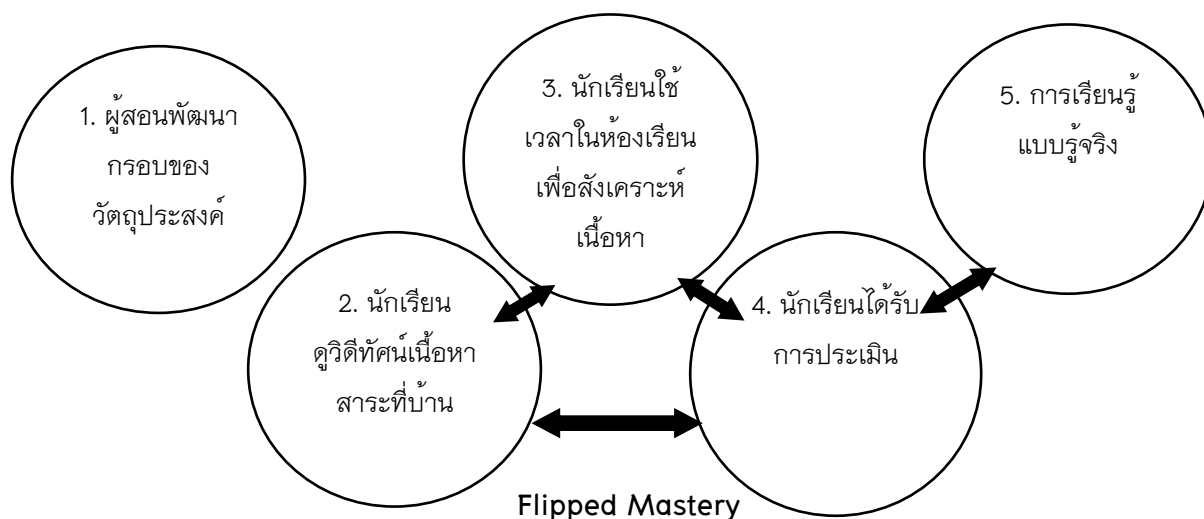 1. ผู้สอนพัฒนา
กรอบของ
วัตถุประสงค์
2. นักเรียน
ดูวิดีทัศน์เนื้อหา
สาระที่บ้าน
3. นักเรียนใช้
เวลาในห้องเรียน
เพื่อสังเคราะห์
เนื้อหา
4. นักเรียนได้รับ
การประเมิน
5. การเรียนรู้
แบบรู้จริง
Flipped Mastery